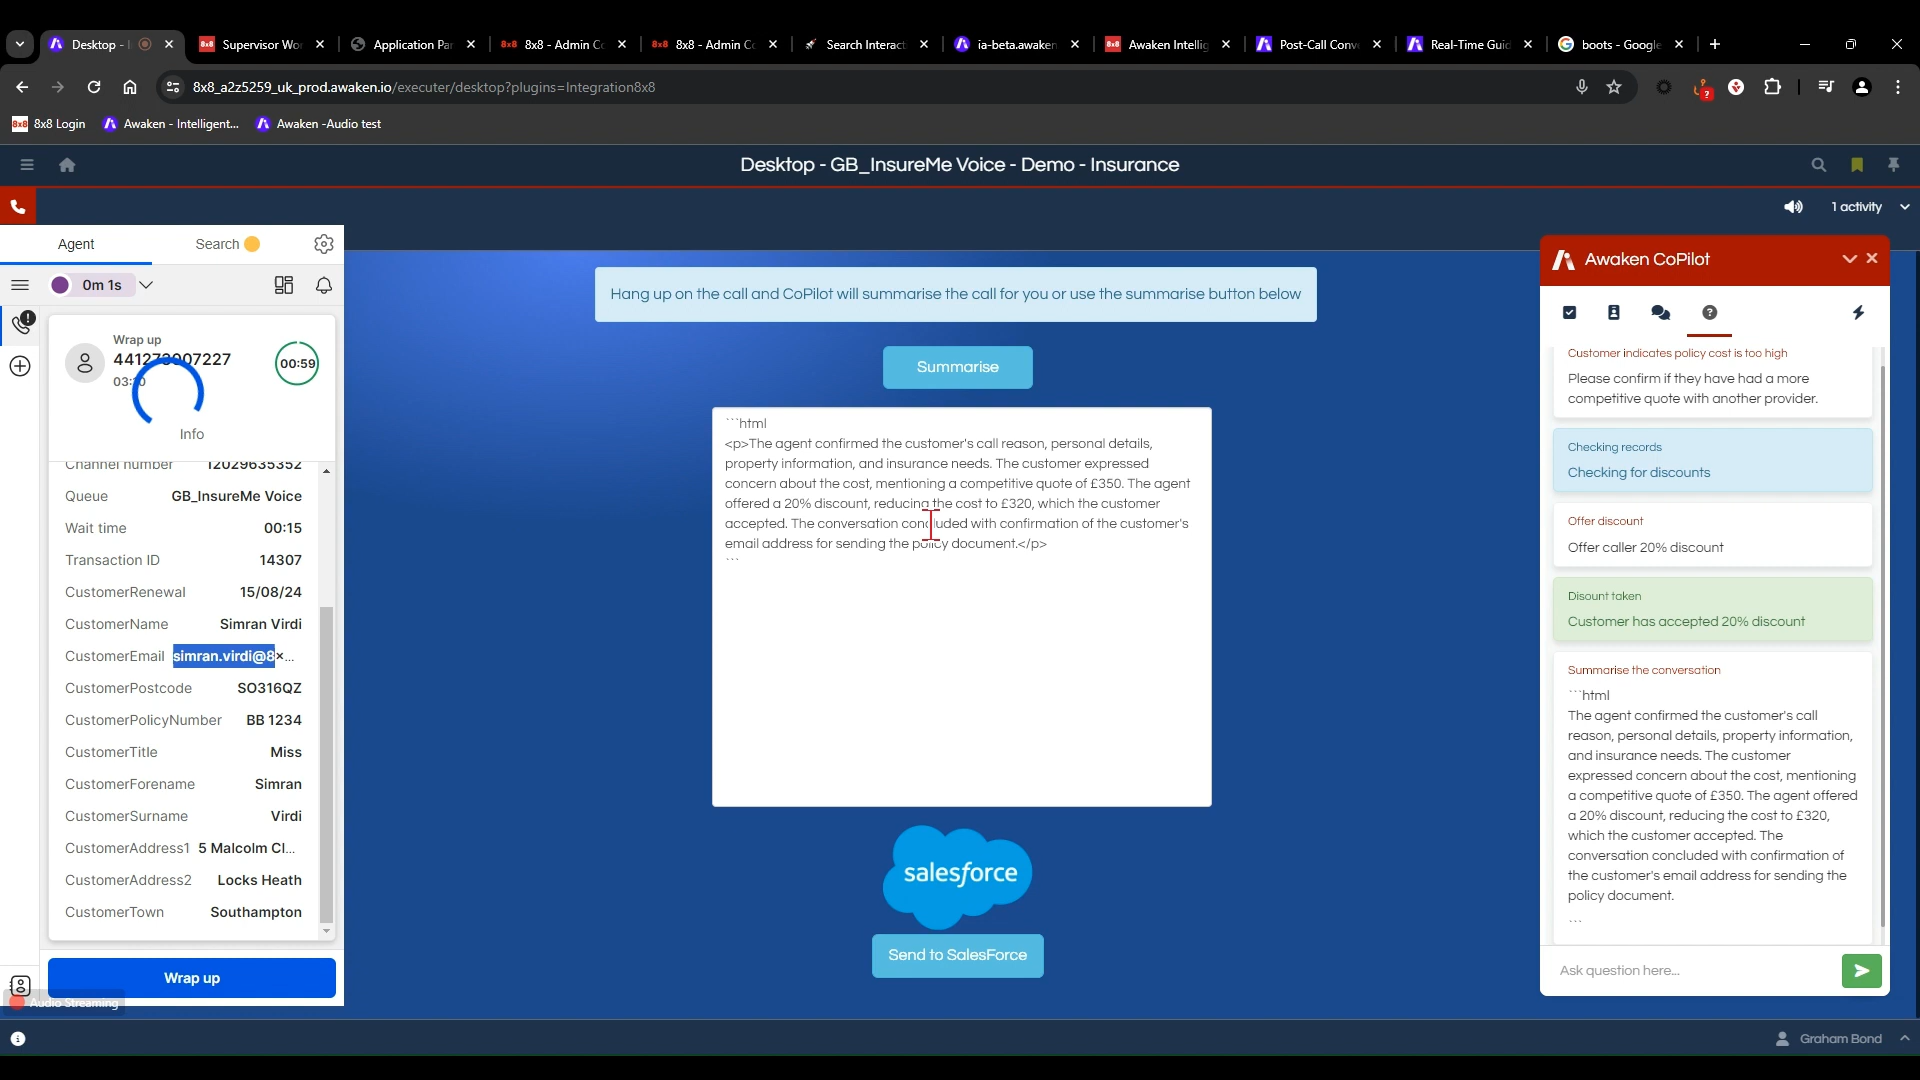 Desktop - I
Supervisor Wo
Application Pa
8x8 - Admin C
8x8 - Admin C
Search Interact
ia-beta.awaken
Awaken Intellig
Post-Call Conv
Real-Time Guid
boots - Google
8x8_a2z5259_uk_prod.awaken.io/executer/desktop?plugins=Integration8x8
8x8 Login
Awaken - Intelligent...
Awaken -Audio test
Desktop - GB_InsureMe Voice - Demo - Insurance
1 activity
Agent
Search
0m 1s
Wrap up
00:59
Info
Channel number 12029635352
Queue GB_InsureMe Voice
Wait time 00:15
Transaction ID 14307
CustomerRenewal 15/08/24
CustomerName Simran Virdi
CustomerEmail simran.virdi@8×...
CustomerPostcode SO316QZ
CustomerPolicyNumber BB 1234
CustomerTitle Miss
CustomerForename Simran
CustomerSurname Virdi
CustomerAddress1 5 Malcolm Cl...
CustomerAddress2 Locks Heath
CustomerTown Southampton
Wrap up
Audio Streaming
Hang up on the call and CoPilot will summarise the call for you or use the summarise button below
Summarise
```html
<p>The agent confirmed the customer's call reason, personal details,
property information, and insurance needs. The customer expressed
concern about the cost, mentioning a competitive quote of £350. The agent
offered a 20% discount, reducing the cost to £320, which the customer
accepted. The conversation concluded with confirmation of the customer's
email address for sending the policy document.</p>
```
salesforce
Send to SalesForce
Awaken CoPilot
Customer indicates policy cost is too high
Please confirm if they have had a more
competitive quote with another provider.
Checking records
Checking for discounts
Offer discount
Offer caller 20% discount
Disount taken
Customer has accepted 20% discount
Summarise the conversation
```html
The agent confirmed the customer's call
reason, personal details, property information,
and insurance needs. The customer
expressed concern about the cost, mentioning
a competitive quote of £350. The agent offered
a 20% discount, reducing the cost to £320,
which the customer accepted. The
conversation concluded with confirmation of
the customer's email address for sending the
policy document.
```
Ask question here...
Graham Bond